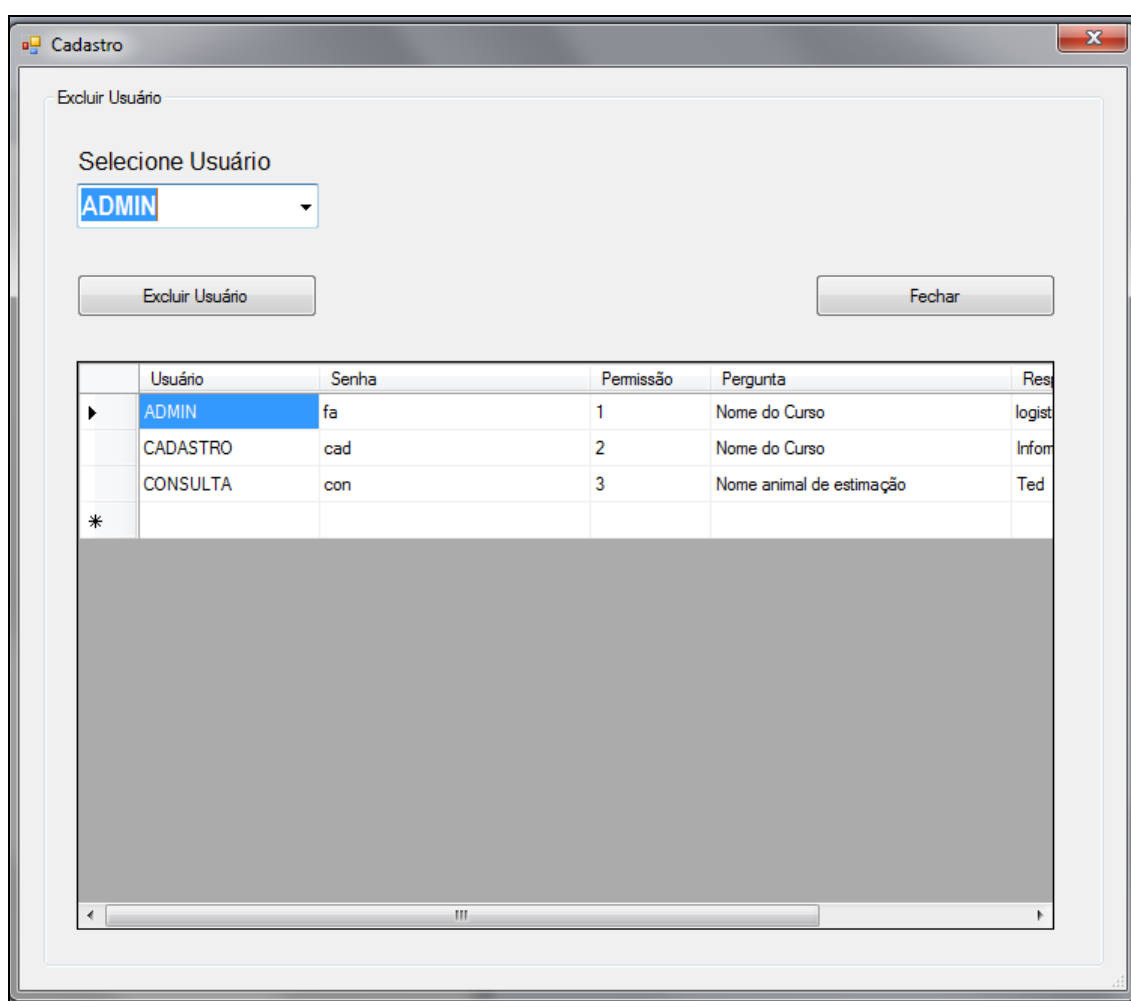 Cadastro
Excluir Usuário
Selecione Usuário
ADMIN
Excluir Usuário Fechar
Usuário Senha Permissão Pergunta
ADMIN fa 1 Nome do Curso
CADASTRO cad 2 Nome do Curso
CONSULTA con 3 Nome animal de estimação Ted